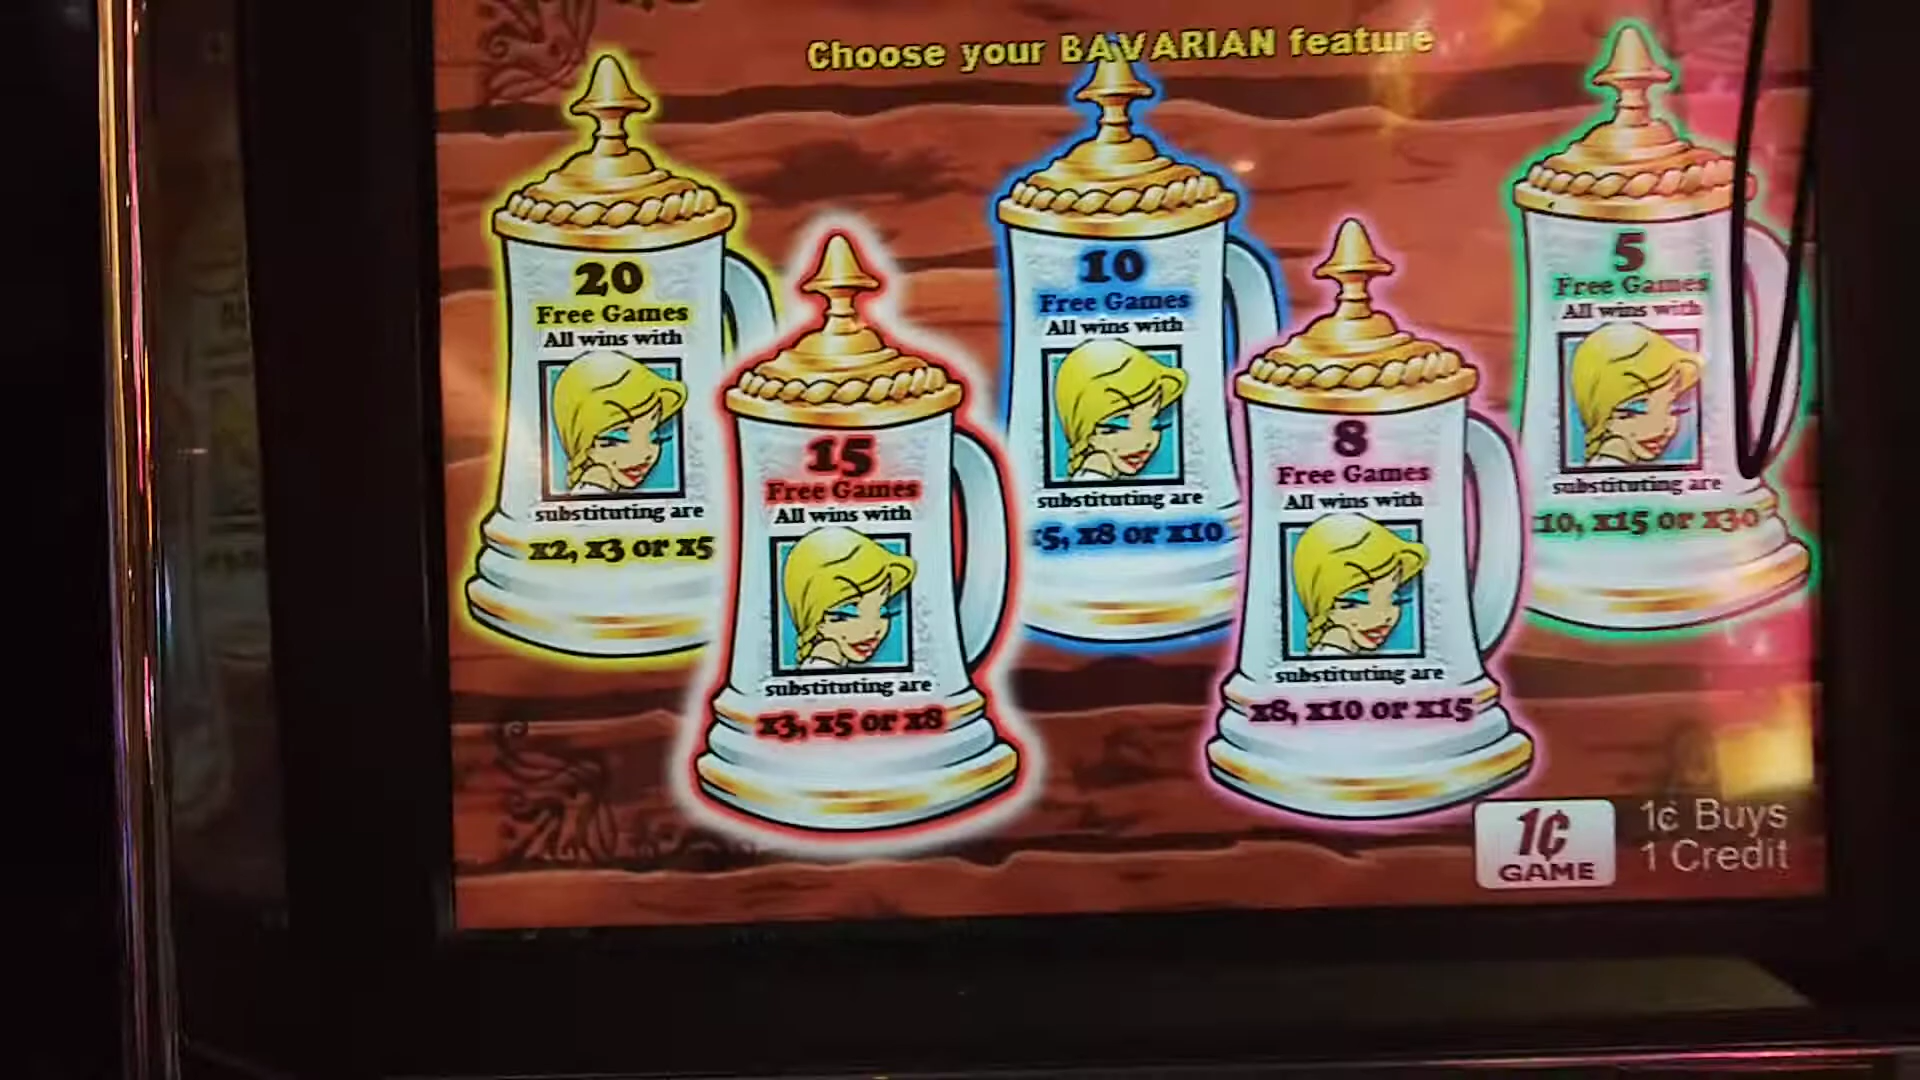 Choose your BAVARIAN feature
20
Free Games
All wins with
substituting are
x2, x3 or x5
15
Free Games
All wins with
substituting are
x3, x5 or x8
10
Free Games
All wins with
substituting are
x5, x8 or x10
8
Free Games
All wins with
substituting are
x8, x10 or x15
5
Free Games
All wins with
substituting are
x10, x15 or x30
1¢
GAME
1¢ Buys
1 Credit